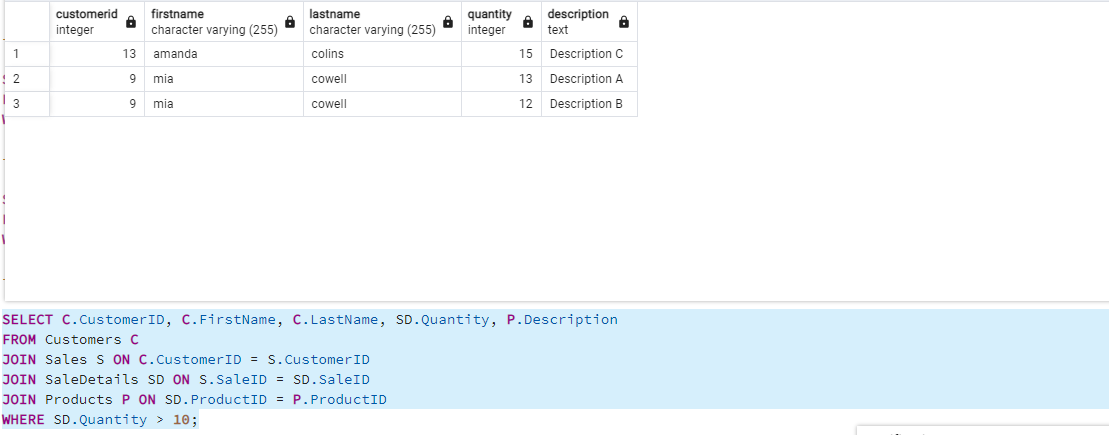 customerid firstname lastname quantity description
integer character varying (255) character varying (255) integer text
1 13 amanda colins 15 Description C
2 9 mia cowell 13 Description A
3 9 mia cowell 12 Description B
SELECT C.CustomerID, C.FirstName, C.LastName, SD.Quantity, P.Description
FROM Customers C
JOIN Sales S ON C.CustomerID = S.CustomerID
JOIN SaleDetails SD ON S.SaleID = SD.SaleID
JOIN Products P ON SD.ProductID = P.ProductID
WHERE SD.Quantity > 10;